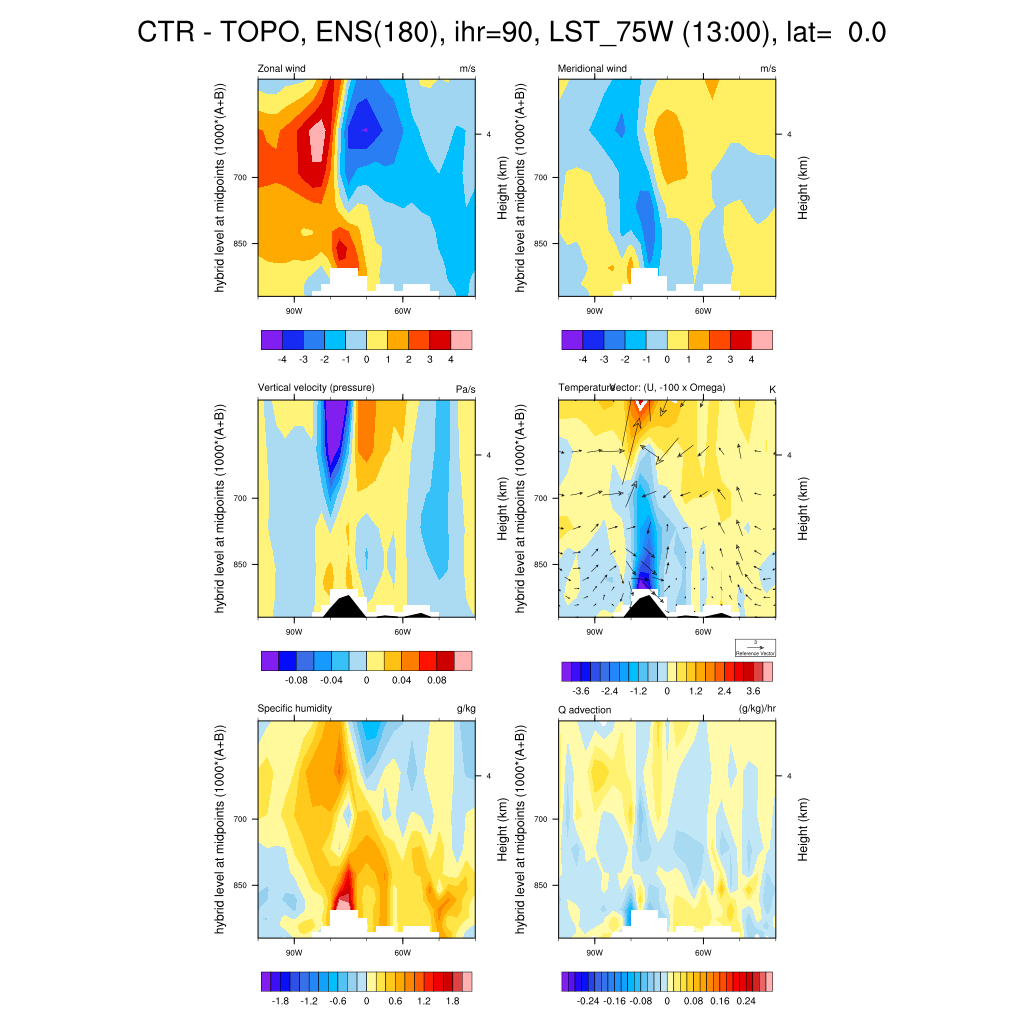 CTR - TOPO, ENS(180), ihr=90, LST_75W (13:00), lat=  0.0
Zonal wind m/s
hybrid level at midpoints (1000*(A+B))
700
850
4
Height (km)
90W 60W
-4 -3 -2 -1 0 1 2 3 4
Meridional wind m/s
hybrid level at midpoints (1000*(A+B))
700
850
4
Height (km)
90W 60W
-4 -3 -2 -1 0 1 2 3 4
Vertical velocity (pressure) Pa/s
hybrid level at midpoints (1000*(A+B))
700
850
4
Height (km)
90W 60W
-0.08 -0.04 0 0.04 0.08
Temperature Vector: (U, -100 x Omega) K
hybrid level at midpoints (1000*(A+B))
700
850
4
Height (km)
90W 60W
3
Reference Vector
-3.6 -2.4 -1.2 0 1.2 2.4 3.6
Specific humidity g/kg
hybrid level at midpoints (1000*(A+B))
700
850
4
Height (km)
90W 60W
-1.8 -1.2 -0.6 0 0.6 1.2 1.8
Q advection (g/kg)/hr
hybrid level at midpoints (1000*(A+B))
700
850
4
Height (km)
90W 60W
-0.24 -0.16 -0.08 0 0.08 0.16 0.24